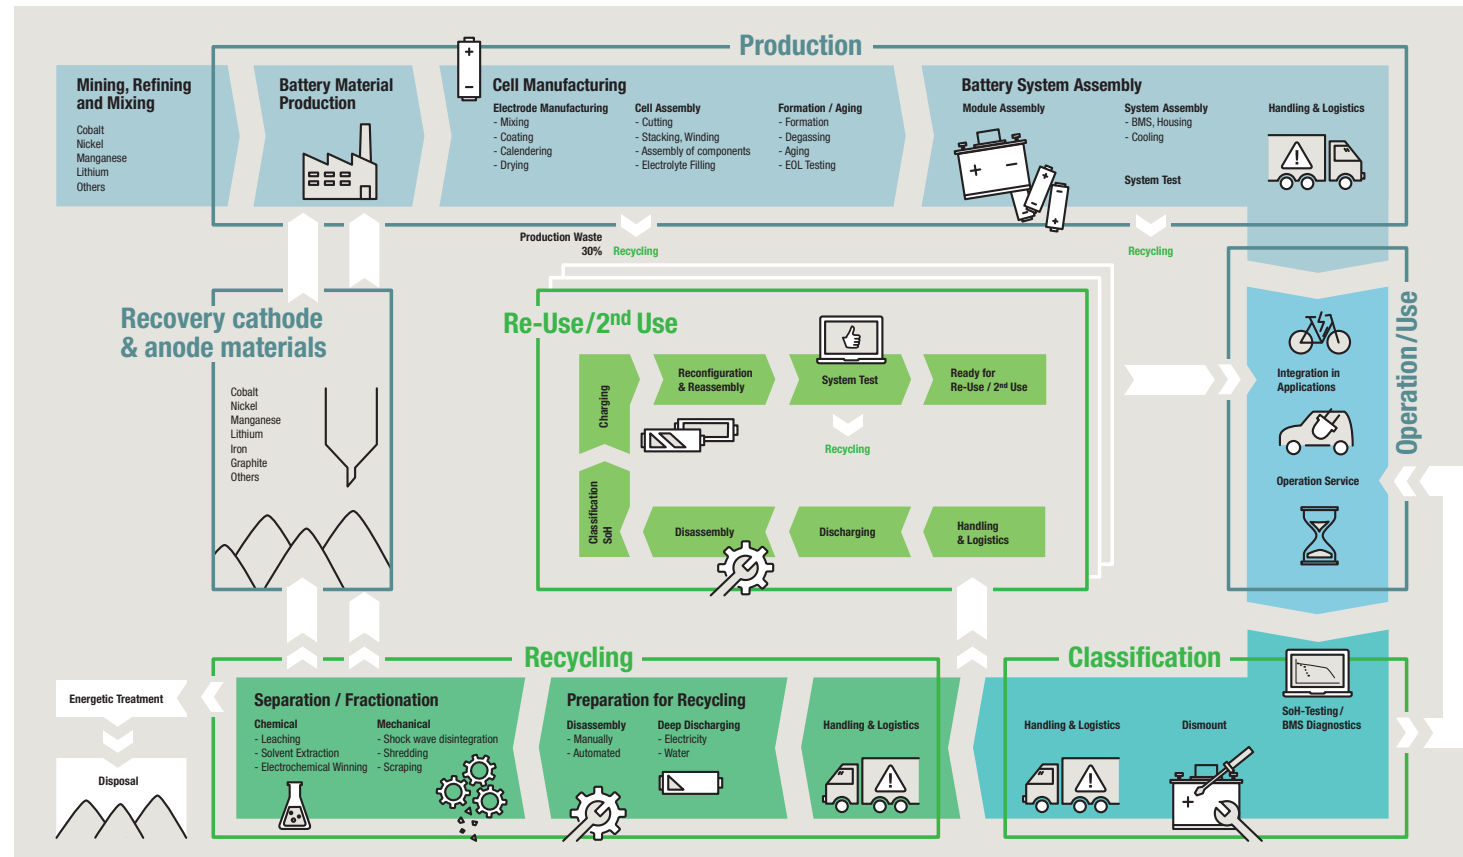 Production
Mining, Refining
and Mixing
Cobalt
Nickel
Manganese
Lithium
Others
Battery Material
Production
Cell Manufacturing
Electrode Manufacturing
- Mixing
- Coating
- Calendering
- Drying
Cell Assembly
- Cutting
- Stacking, Winding
- Assembly of components
- Electrolyte Filling
Formation / Aging
- Formation
- Degassing
- Aging
- EOL Testing
Battery System Assembly
Module Assembly
System Assembly
- BMS, Housing
- Cooling
System Test
Handling & Logistics
Production Waste
30%
Recycling
Recycling
Recovery cathode
& anode materials
Cobalt
Nickel
Manganese
Lithium
Iron
Graphite
Others
Re-Use/2nd Use
Charging
Reconfiguration
& Reassembly
System Test
Ready for
Re-Use / 2nd Use
Recycling
Classification
SoH
Disassembly
Discharging
Handling
& Logistics
Operation/Use
Integration in
Applications
Operation Service
Recycling
Energetic Treatment
Disposal
Separation / Fractionation
Chemical
- Leaching
- Solvent Extraction
- Electrochemical Winning
Mechanical
- Shock wave disintegration
- Shredding
- Scraping
Preparation for Recycling
Disassembly
- Manually
- Automated
Deep Discharging
- Electricity
- Water
Handling & Logistics
Classification
Handling & Logistics
Dismount
SoH-Testing/
BMS Diagnostics